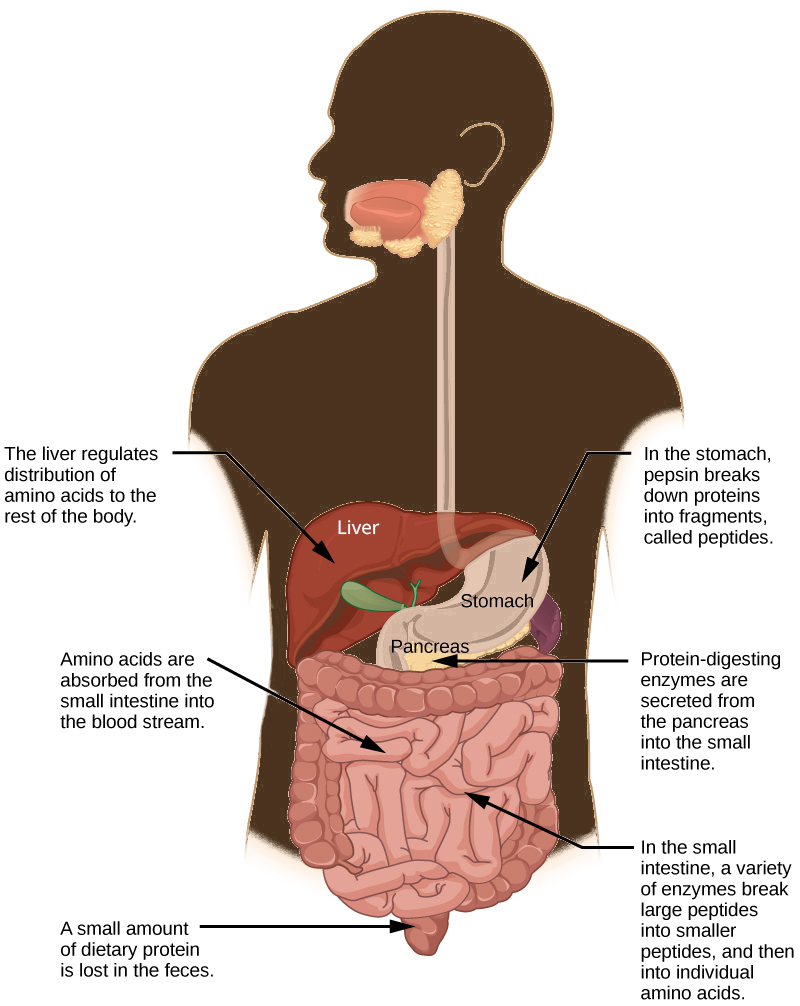 The liver regulates
distribution of
amino acids to the
rest of the body.
In the stomach,
pepsin breaks
down proteins
into fragments,
called peptides.
Liver
Stomach
Pancreas
Amino acids are
absorbed from the
small intestine into
the blood stream.
Protein-digesting
enzymes are
secreted from
the pancreas
into the small
intestine.
In the small
intestine, a variety
of enzymes break
large peptides
into smaller
peptides, and then
into individual
amino acids.
A small amount
of dietary protein
is lost in the feces.